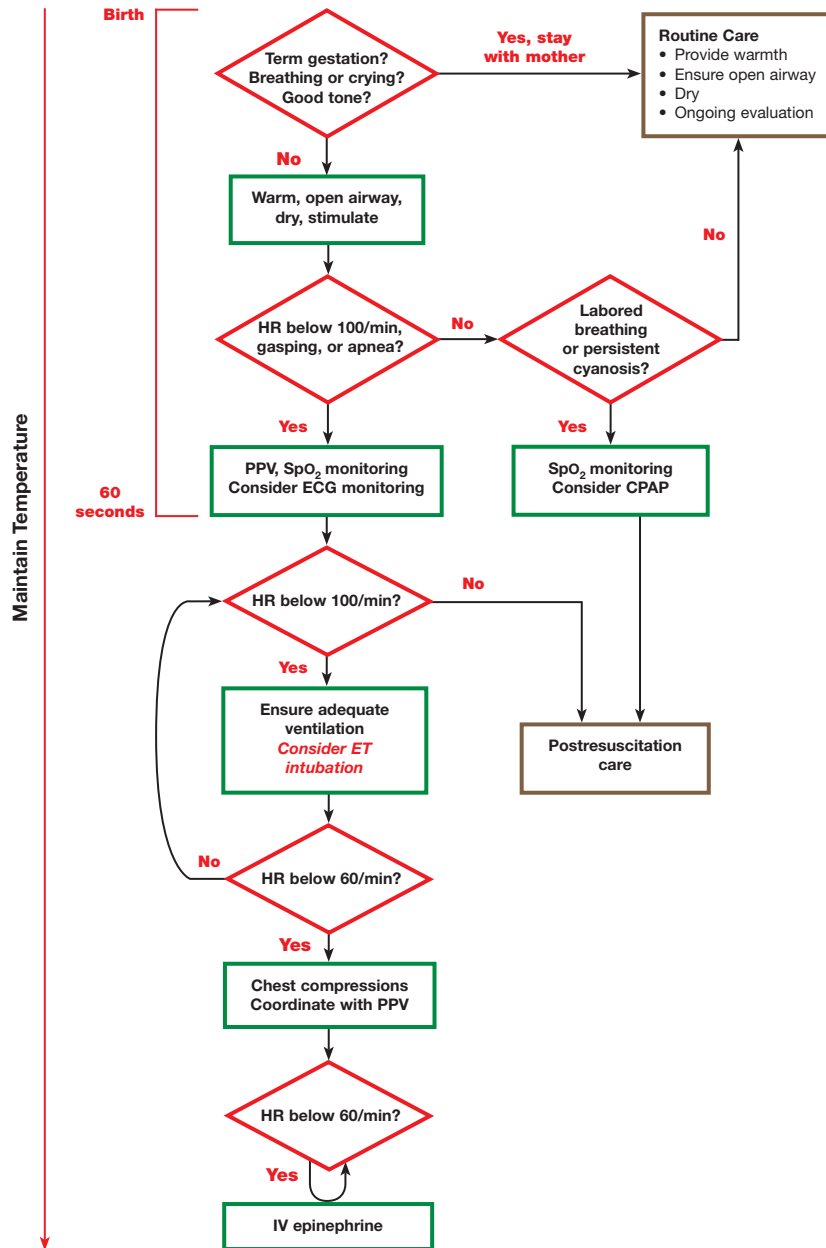 Birth
Term gestation?
Breathing or crying?
Good tone?
Yes, stay
with mother
Routine Care
• Provide warmth
• Ensure open airway
• Dry
• Ongoing evaluation
No
Warm, open airway,
dry, stimulate
No
HR below 100/min,
gasping, or apnea?
No
Labored
breathing
or persistent
cyanosis?
Yes
Yes
PPV, SpO₂ monitoring
Consider ECG monitoring
SpO₂ monitoring
Consider CPAP
60
seconds
Maintain Temperature
HR below 100/min?
No
Yes
Ensure adequate
ventilation
Consider ET
intubation
Postresuscitation
care
HR below 60/min?
No
Yes
Chest compressions
Coordinate with PPV
HR below 60/min?
Yes
IV epinephrine